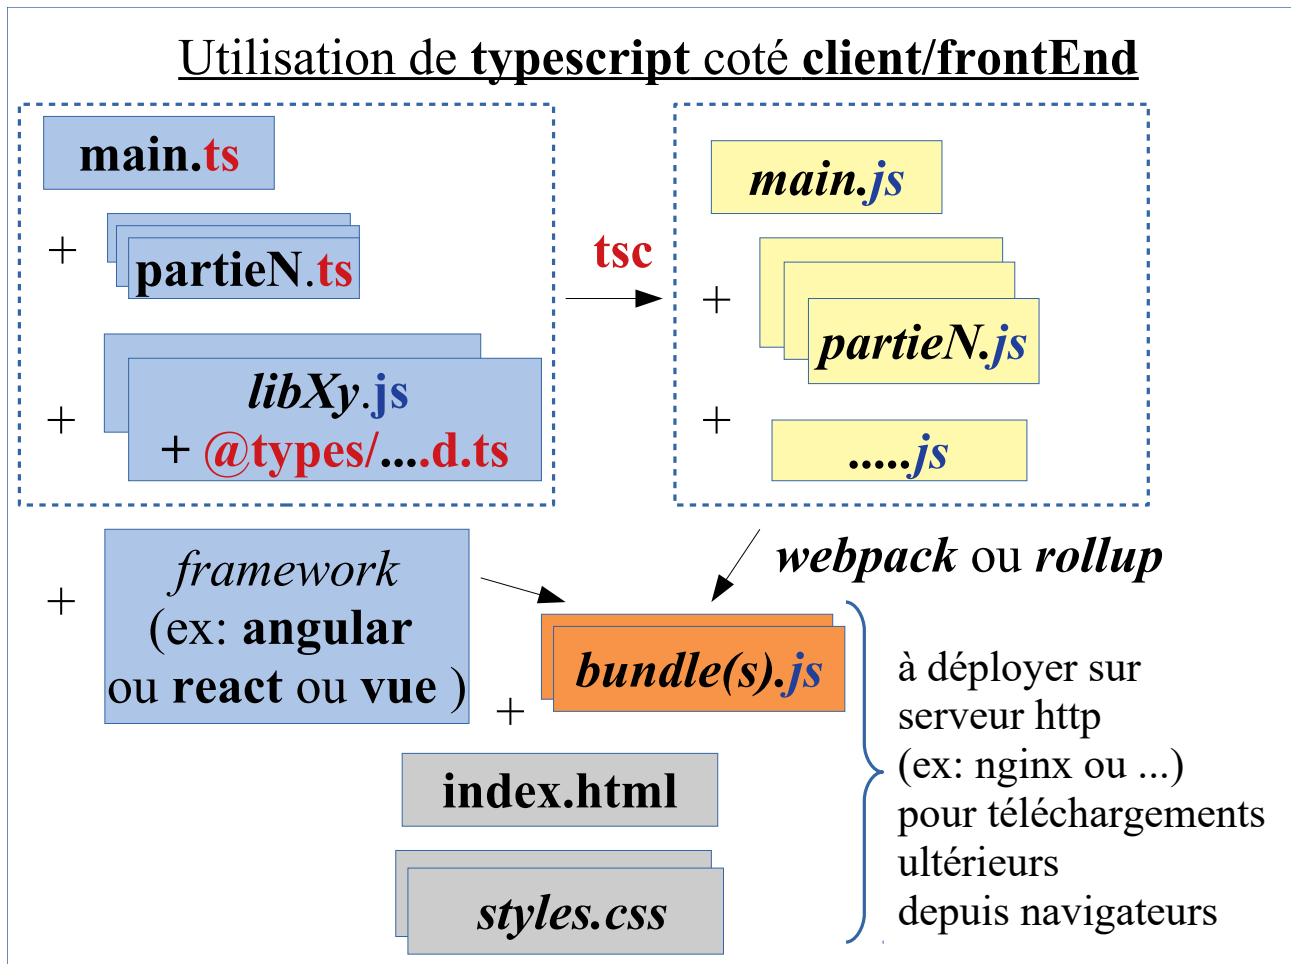 Utilisation de typescript coté client/frontEnd
main.ts
+
partieN.ts
+
libXy.js
+ @types/....d.ts
tsc
main.js
+
partieN.js
+
.....js
+
framework
(ex: angular
ou react ou vue )
webpack ou rollup
bundle(s).js
+
index.html
styles.css
à déployer sur
serveur http
(ex: nginx ou ...)
pour téléchargements
ultérieurs
depuis navigateurs